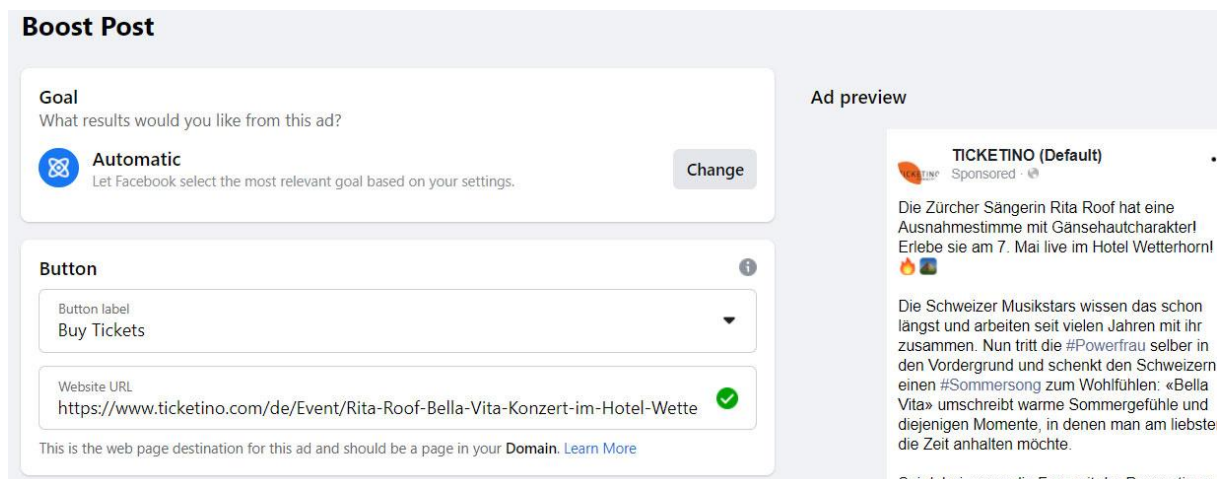 Boost Post
Goal
What results would you like from this ad?
Automatic
Let Facebook select the most relevant goal based on your settings.
Change
Button
Button label
Buy Tickets
Website URL
https://www.ticketino.com/de/Event/Rita-Roof-Bella-Vita-Konzert-im-Hotel-Wette
This is the web page destination for this ad and should be a page in your Domain. Learn More
Ad preview
TICKETINO
TICKETINO (Default)
Sponsored ·
Die Zürcher Sängerin Rita Roof hat eine
Ausnahmestimme mit Gänsehautcharakter!
Erlebe sie am 7. Mai live im Hotel Wetterhorn!
Die Schweizer Musikstars wissen das schon
längst und arbeiten seit vielen Jahren mit ihr
zusammen. Nun tritt die #Powerfrau selber in
den Vordergrund und schenkt den Schweizern
einen #Sommersong zum Wohlfühlen: «Bella
Vita» umschreibt warme Sommergefühle und
diejenigen Momente, in denen man am liebste
die Zeit anhalten möchte.